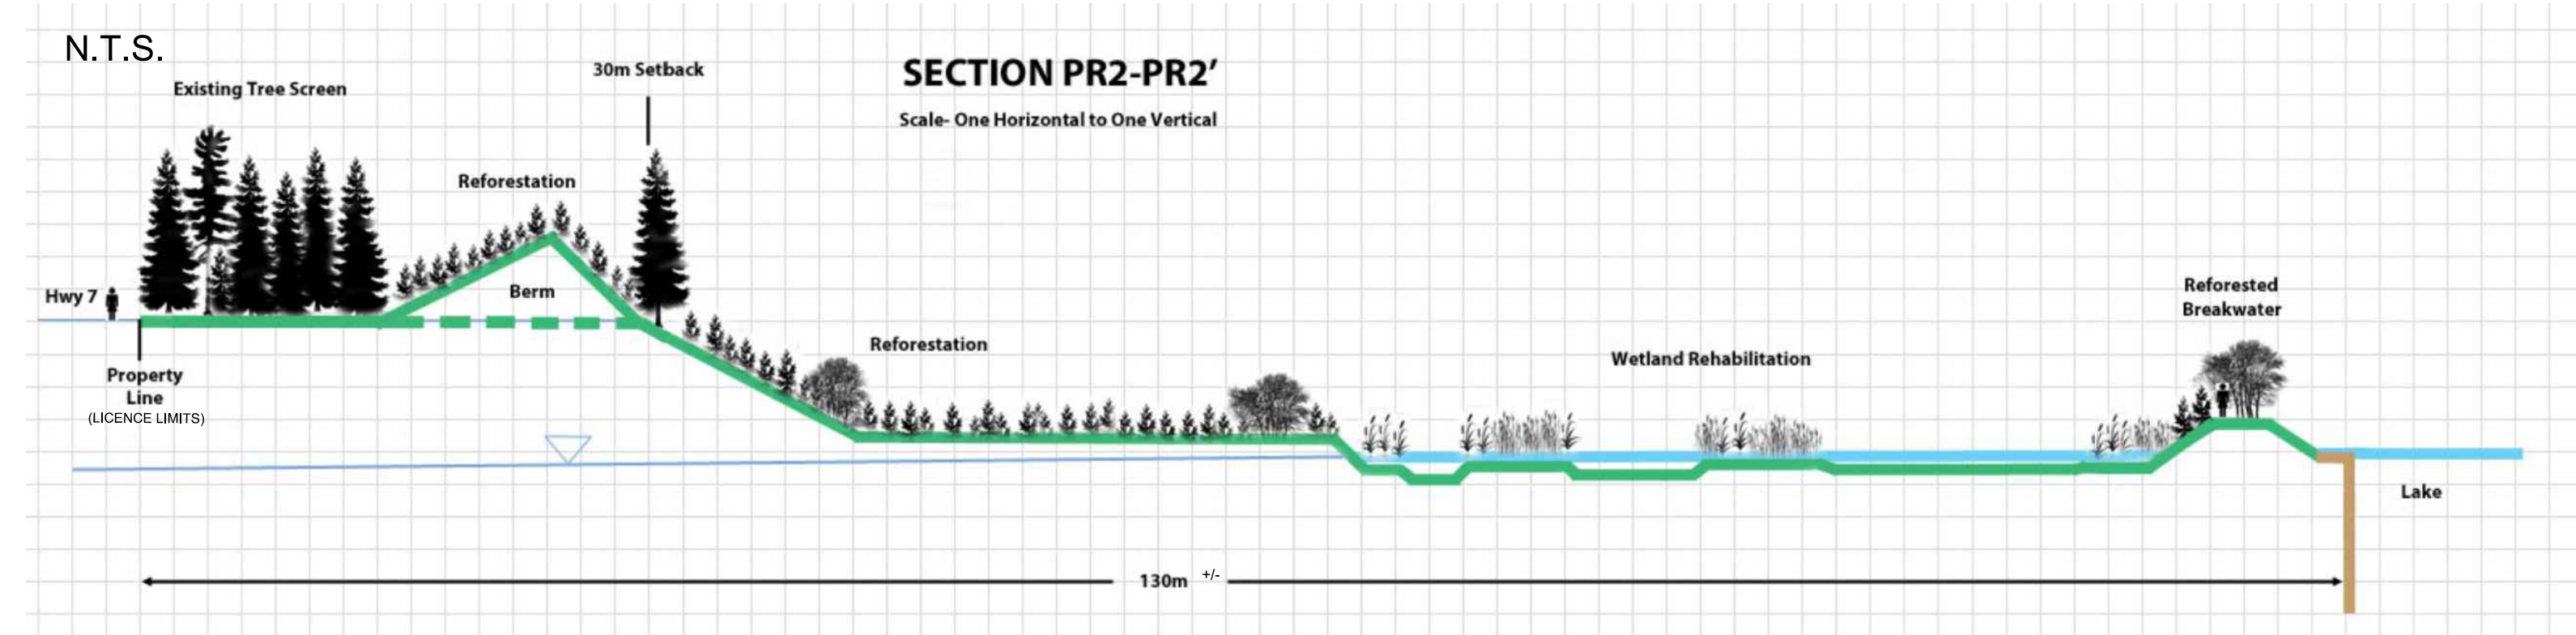 N.T.S.
SECTION PR2-PR2′
Scale- One Horizontal to One Vertical
Existing Tree Screen
30m Setback
Reforestation
Berm
Hwy 7
Property
Line
(LICENCE LIMITS)
Reforestation
Wetland Rehabilitation
Reforested
Breakwater
Lake
130m +/-